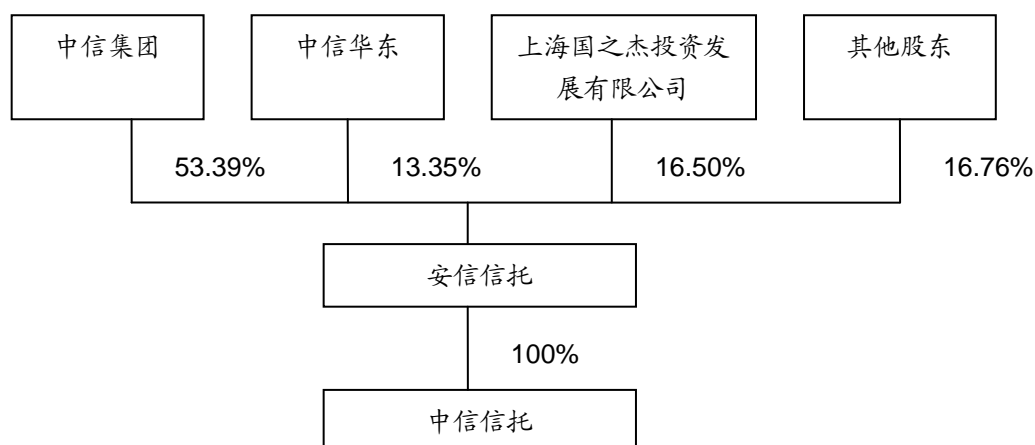 中信集团
中信华东
上海国之杰投资发
展有限公司
其他股东
53.39%
13.35%
16.50%
16.76%
安信信托
100%
中信信托